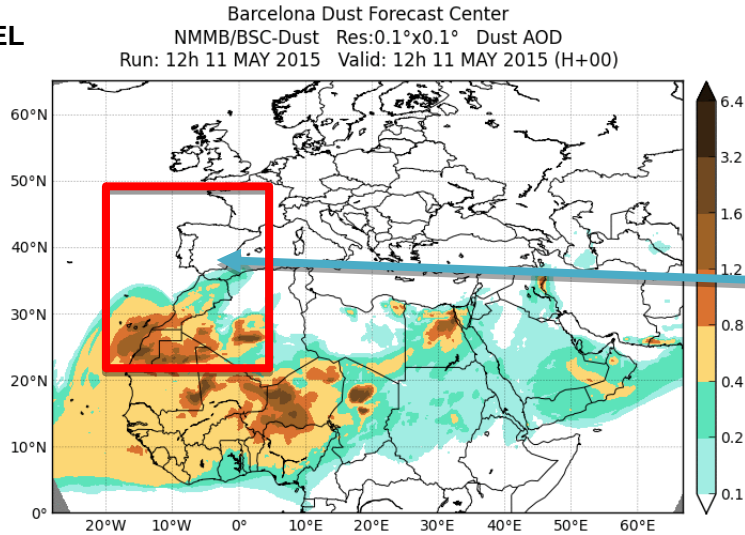 EL
Barcelona Dust Forecast Center
NMMB/BSC-Dust Res:0.1°x0.1° Dust AOD
Run: 12h 11 MAY 2015 Valid: 12h 11 MAY 2015 (H+00)
60°N
50°N
40°N
30°N
20°N
10°N
0°
20°W
10°W
0°
10°E
20°E
30°E
40°E
50°E
60°E
6.4
3.2
1.6
1.2
0.8
0.4
0.2
0.1